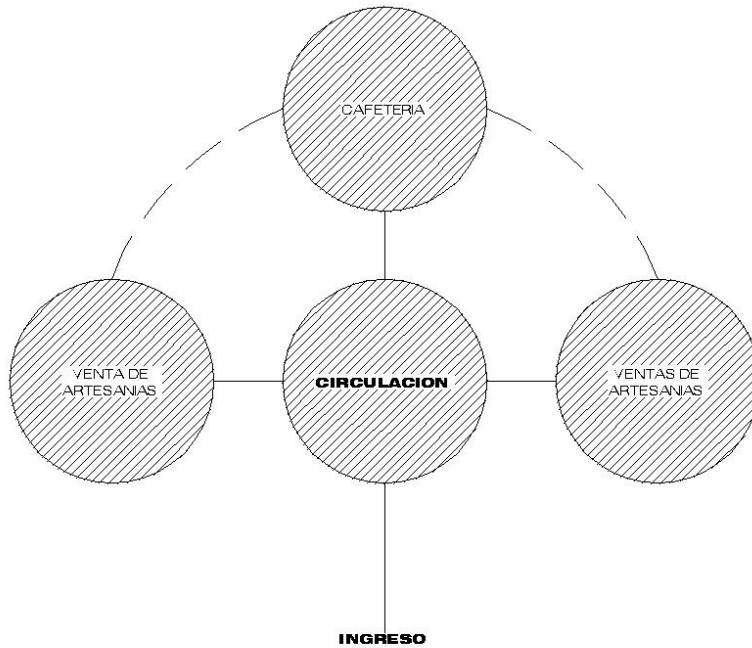 CAFETERIA
VENTA DE
ARTESANIAS
CIRCULACION
VENTAS DE
ARTESANIAS
INGRESO